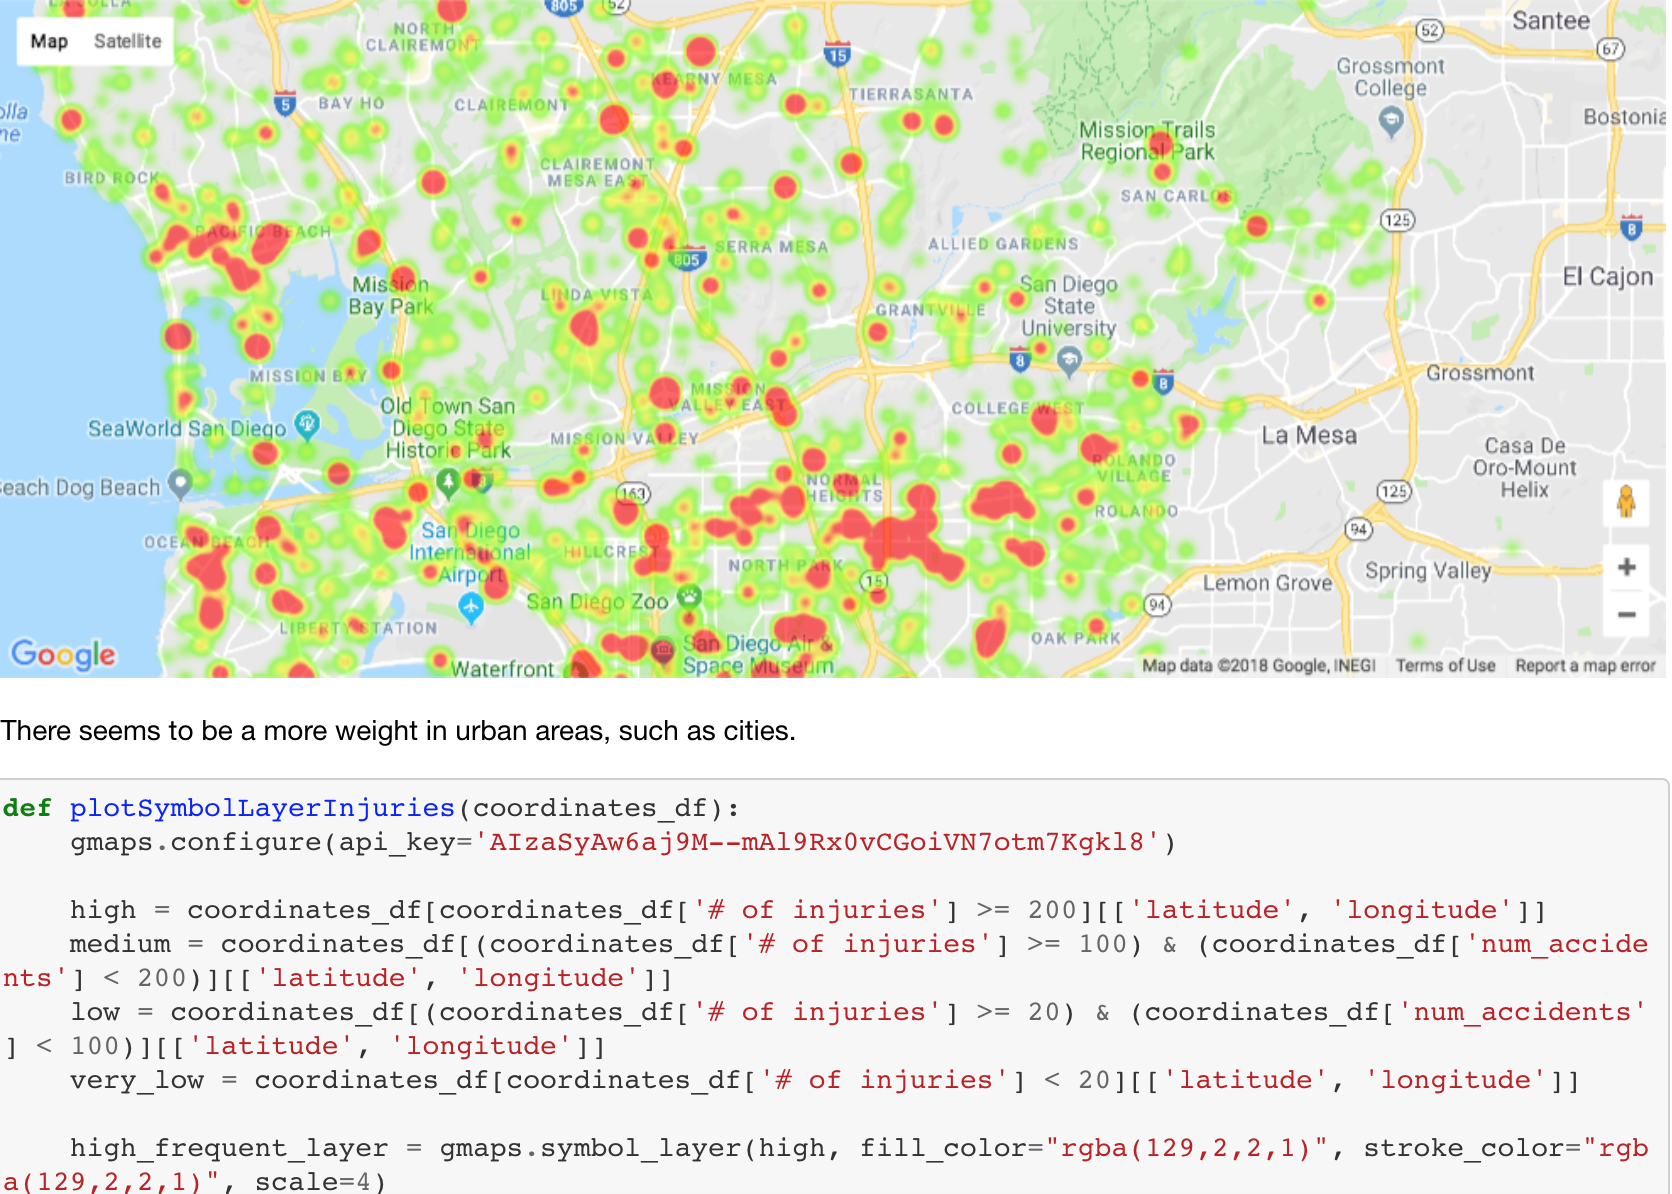 LA JOLLA
805
52
Santee
Map Satellite
NORTH
CLAIREMONT
15
52
67
KEARNY MESA
Grossmont
College
5
BAY HO
CLAIREMONT
TIERRASANTA
olla
ne
Bostonia
Mission Trails
Regional Park
CLAIREMONT
MESA EAST
BIRD ROCK
SAN CARLOS
125
PACIFIC BEACH
8
805
SERRA MESA
ALLIED GARDENS
El Cajon
Mission
Bay Park
LINDA VISTA
San Diego
State
University
GRANTVILLE
8
8
MISSION BAY
Grossmont
MISSION
VALLEY EAST
Old Town San
Diego State
Historic Park
COLLEGE WEST
SeaWorld San Diego
MISSION VALLEY
La Mesa
Casa De
Oro-Mount
Helix
ROLANDO
VILLAGE
NORMAL
HEIGHTS
each Dog Beach
163
125
ROLANDO
94
San Diego
International
Airport
OCEAN BEACH
HILLCREST
NORTH PARK
15
Lemon Grove
Spring Valley
San Diego Zoo
94
LIBERTY STATION
OAK PARK
San Diego Air &
Space Museum
Google
Waterfront
Map data ©2018 Google, INEGI Terms of Use Report a map error
There seems to be a more weight in urban areas, such as cities.
def plotSymbolLayerInjuries(coordinates_df):
gmaps.configure(api_key='AIzaSyAw6aj9M--mAl9Rx0vCGoiVN7otm7Kgkl8')
high = coordinates_df[coordinates_df['# of injuries'] >= 200][['latitude', 'longitude']]
medium = coordinates_df[(coordinates_df['# of injuries'] >= 100) & (coordinates_df['num_accide
nts'] < 200)][['latitude', 'longitude']]
low = coordinates_df[(coordinates_df['# of injuries'] >= 20) & (coordinates_df['num_accidents'
] < 100)][['latitude', 'longitude']]
very_low = coordinates_df[coordinates_df['# of injuries'] < 20][['latitude', 'longitude']]
high_frequent_layer = gmaps.symbol_layer(high, fill_color="rgba(129,2,2,1)", stroke_color="rgb
a(129,2,2,1)", scale=4)